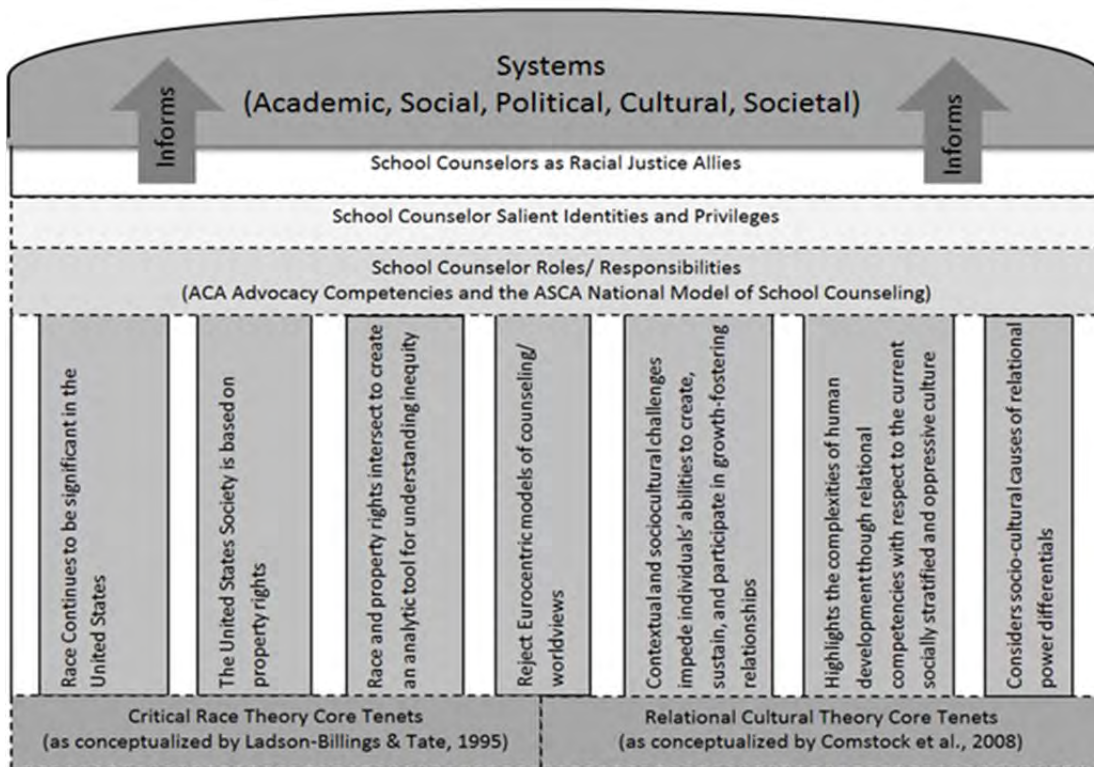 Systems
(Academic, Social, Political, Cultural, Societal)
Informs
Informs
School Counselors as Racial Justice Allies
School Counselor Salient Identities and Privileges
School Counselor Roles/ Responsibilities
(ACA Advocacy Competencies and the ASCA National Model of School Counseling)
Race Continues to be significant in the
United States
The United States Society is based on
property rights
Race and property rights intersect to create
an analytic tool for understanding inequity
Reject Eurocentric models of counseling/
worldviews
Contextual and sociocultural challenges
impede individuals' abilities to create,
sustain, and participate in growth-fostering
relationships
Highlights the complexities of human
development though relational
competencies with respect to the current
socially stratified and oppressive culture
Considers socio-cultural causes of relational
power differentials
Critical Race Theory Core Tenets
(as conceptualized by Ladson-Billings & Tate, 1995)
Relational Cultural Theory Core Tenets
(as conceptualized by Comstock et al., 2008)